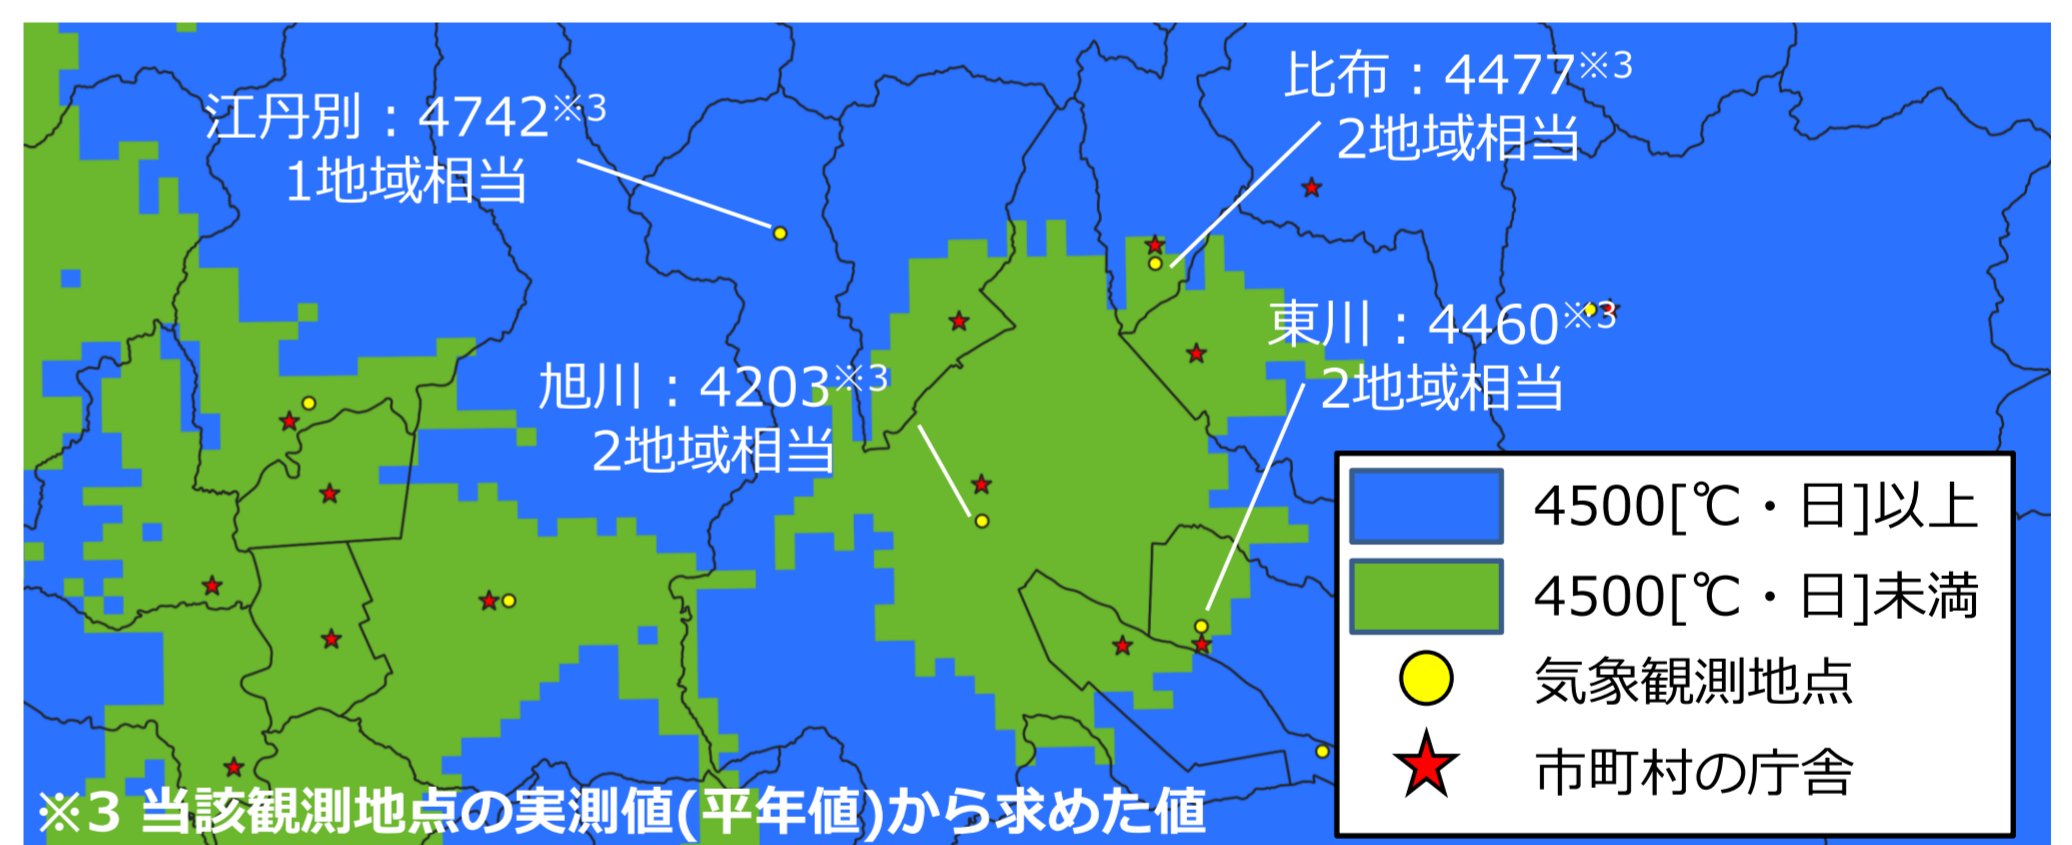 江丹別：4742※3
1地域相当
比布：4477※3
2地域相当
旭川：4203※3
2地域相当
東川：4460※3
2地域相当
4500[℃・日]以上
4500[℃・日]未満
気象観測地点
市町村の庁舎
※3 当該観測地点の実測値(平年値)から求めた値